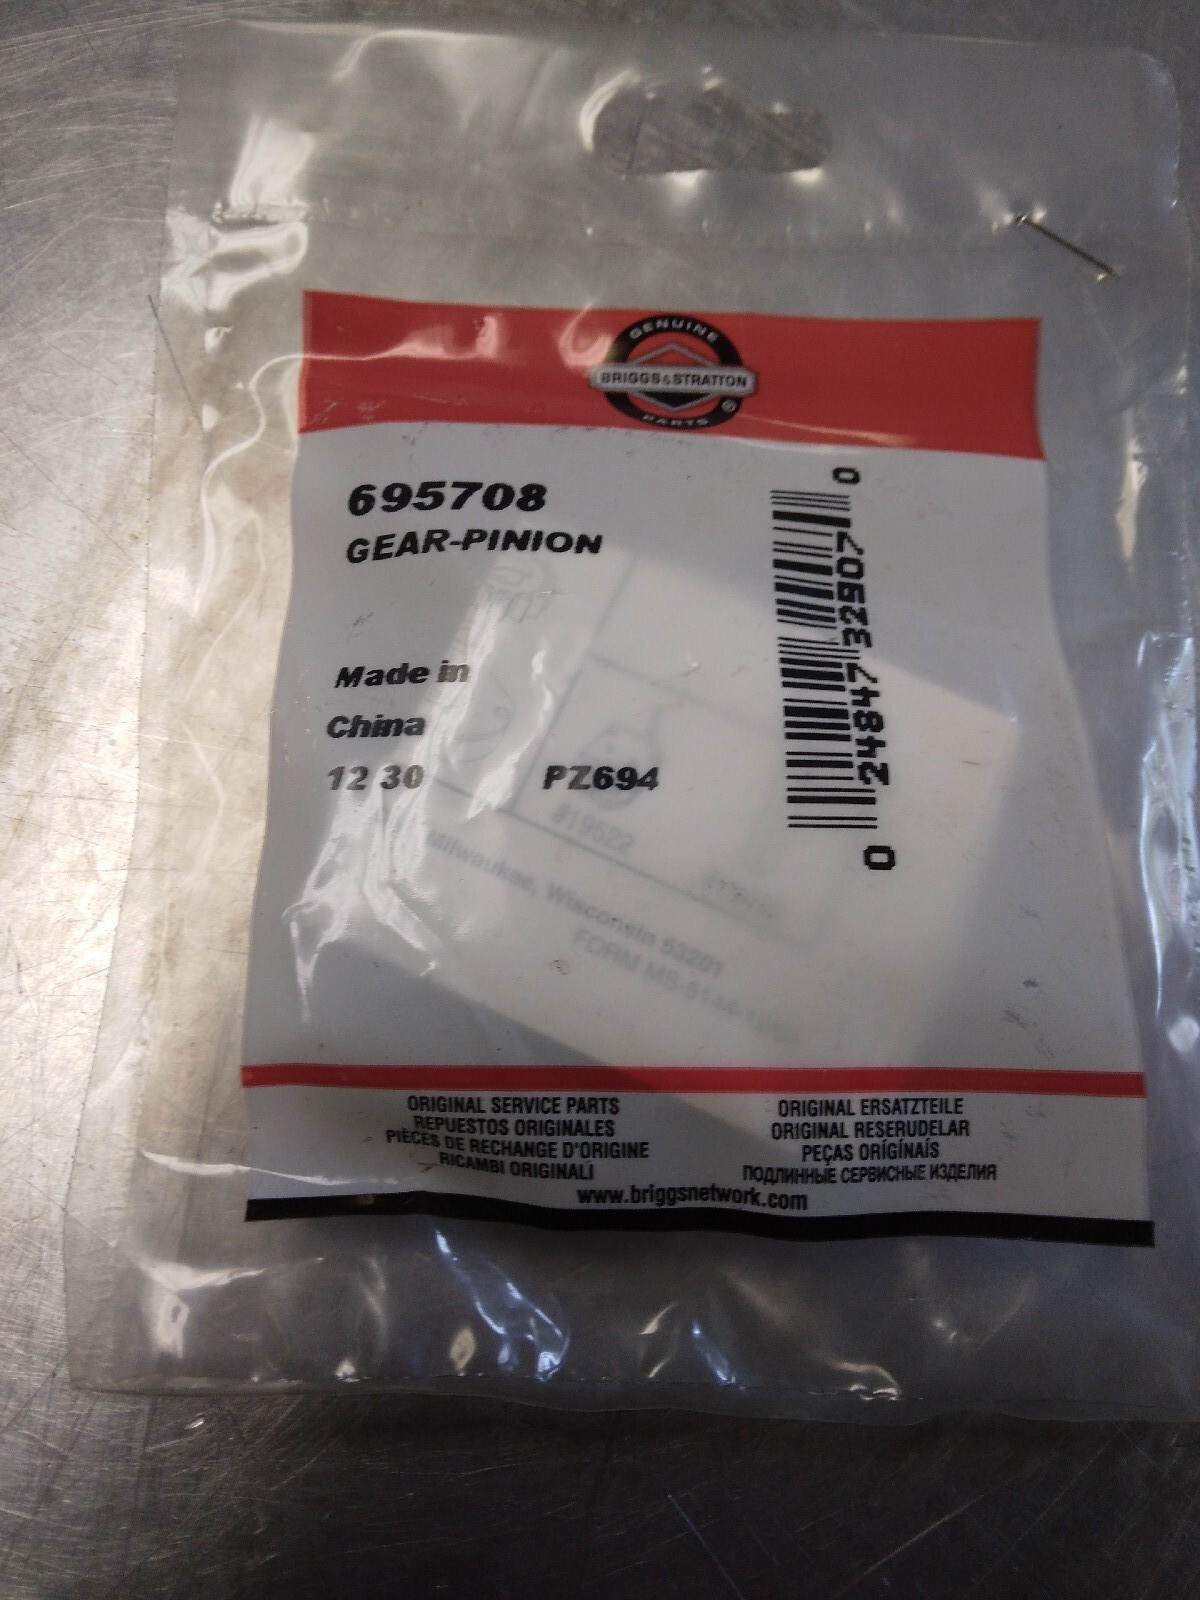 GENUINE
BRIGGS & STRATTON
PARTS
695708
GEAR-PINION
Made in
China
12 30 PZ694
0 24847 32907 0
#19522
Milwaukee, Wisconsin 53201
ORIGINAL SERVICE PARTS
REPUESTOS ORIGINALES
PIÈCES DE RECHANGE D'ORIGINE
RICAMBI ORIGINALI
ORIGINAL ERSATZTEILE
ORIGINAL RESERUDELAR
PEÇAS ORIGINAIS
ПОДЛИННЫЕ СЕРВИСНЫЕ ИЗДЕЛИЯ
www.briggsnetwork.com